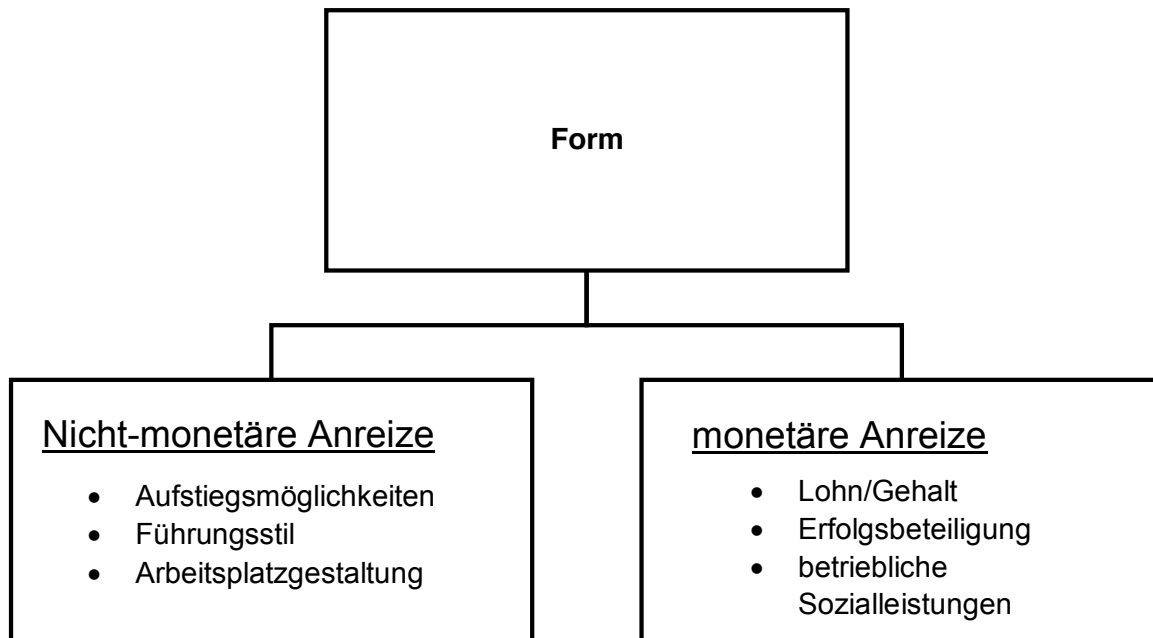 Form
Nicht-monetäre Anreize
• Aufstiegsmöglichkeiten
• Führungsstil
• Arbeitsplatzgestaltung
monetäre Anreize
• Lohn/Gehalt
• Erfolgsbeteiligung
• betriebliche
Sozialleistungen